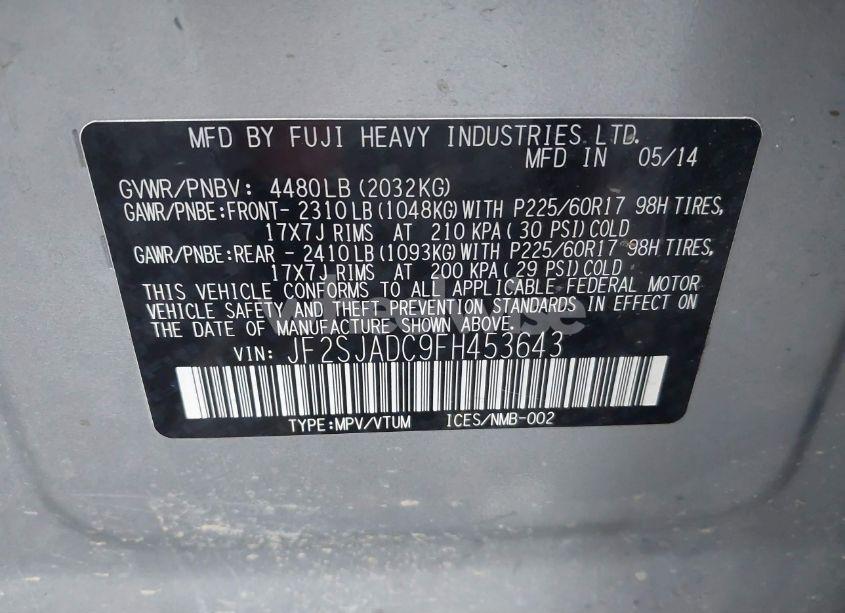 MFD BY FUJI HEAVY INDUSTRIES LTD.
MFD IN 05/14
GVWR/PNBV: 4480LB (2032KG)
GAWR/PNBE:FRONT- 2310LB (1048KG) WITH P225/60R17 98H TIRES,
17X7J RIMS AT 210 KPA (30 PSI) COLD
GAWR/PNBE:REAR - 2410LB (1093KG) WITH P225/60R17 98H TIRES,
17X7J RIMS AT 200 KPA (29 PSI) COLD
THIS VEHICLE CONFORMS TO ALL APPLICABLE FEDERAL MOTOR
VEHICLE SAFETY AND THEFT PREVENTION STANDARDS IN EFFECT ON
THE DATE OF MANUFACTURE SHOWN ABOVE.
VIN: JF2SJADC9FH453643
TYPE:MPV/VTUM ICES/NMB-002